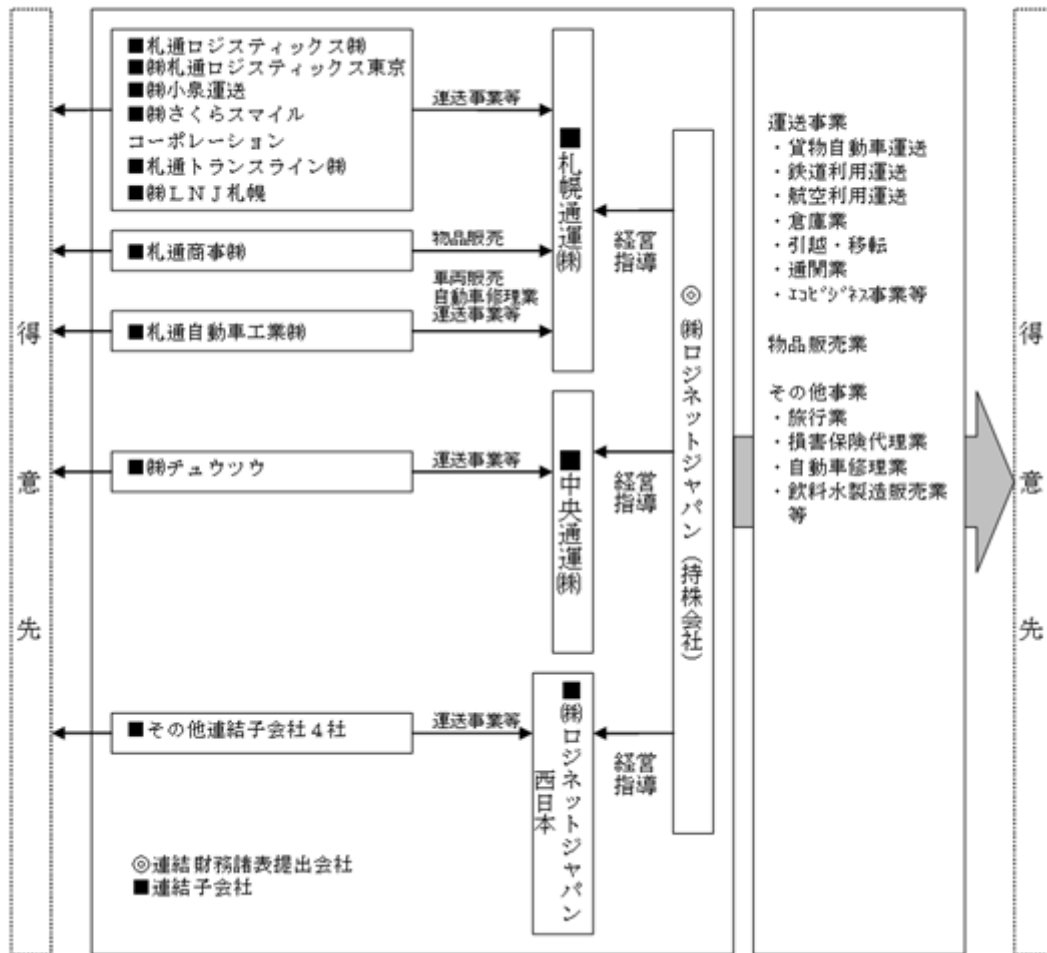 得意先
■札通ロジスティックス㈱
■㈱札通ロジスティックス東京
■㈱小泉運送
■㈱さくらスマイル
コーポレーション
■札通トランスライン㈱
■㈱ＬＮＪ札幌
運送事業等
■札通商事㈱
物品販売
車両販売
自動車修理業
運送事業等
■札通自動車工業㈱
■札幌通運㈱
経営
指導
■㈱チュウツウ
運送事業等
■中央通運㈱
経営
指導
■その他連結子会社４社
運送事業等
■㈱ロジネットジャパン
西日本
経営
指導
◎㈱ロジネットジャパン（持株会社）
◎連結財務諸表提出会社
■連結子会社
運送事業
・貨物自動車運送
・鉄道利用運送
・航空利用運送
・倉庫業
・引越・移転
・通関業
・ｴｺﾋﾞｼﾞﾈｽ事業等
物品販売業
その他事業
・旅行業
・損害保険代理業
・自動車修理業
・飲料水製造販売業
等
得意先